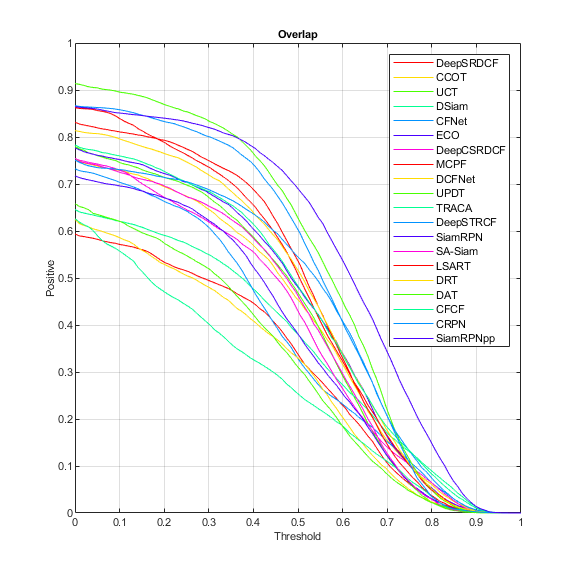 Overlap
Positive
1
0.9
0.8
0.7
0.6
0.5
0.4
0.3
0.2
0.1
0
DeepSRDCF
CCOT
UCT
DSiam
CFNet
ECO
DeepCSRDCF
MCPF
DCFNet
UPDT
TRACA
DeepSTRCF
SiamRPN
SA-Siam
LSART
DRT
DAT
CFCF
CRPN
SiamRPNpp
0 0.1 0.2 0.3 0.4 0.5 0.6 0.7 0.8 0.9 1
Threshold